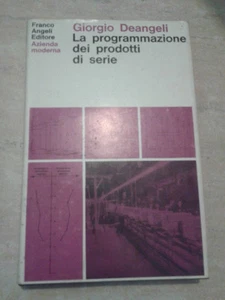 Franco
Angeli
Editore
Azienda
moderna
Giorgio Deangeli
La programmazione
dei prodotti
di serie